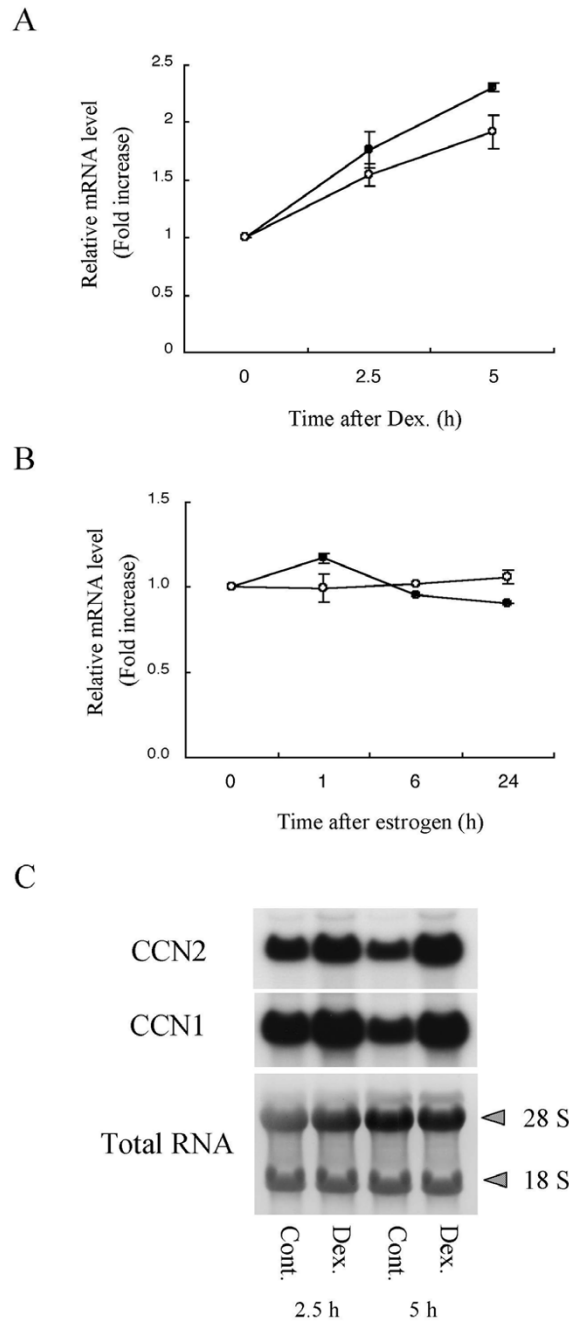 A
Relative mRNA level
(Fold increase)
2.5
2
1.5
1
0.5
0
0 2.5 5
Time after Dex. (h)
B
Relative mRNA level
(Fold increase)
1.5
1.0
0.5
0.0
0 1 6 24
Time after estrogen (h)
C
CCN2
CCN1
Total RNA
28 S
18 S
Cont. Dex. Cont. Dex.
2.5 h 5 h